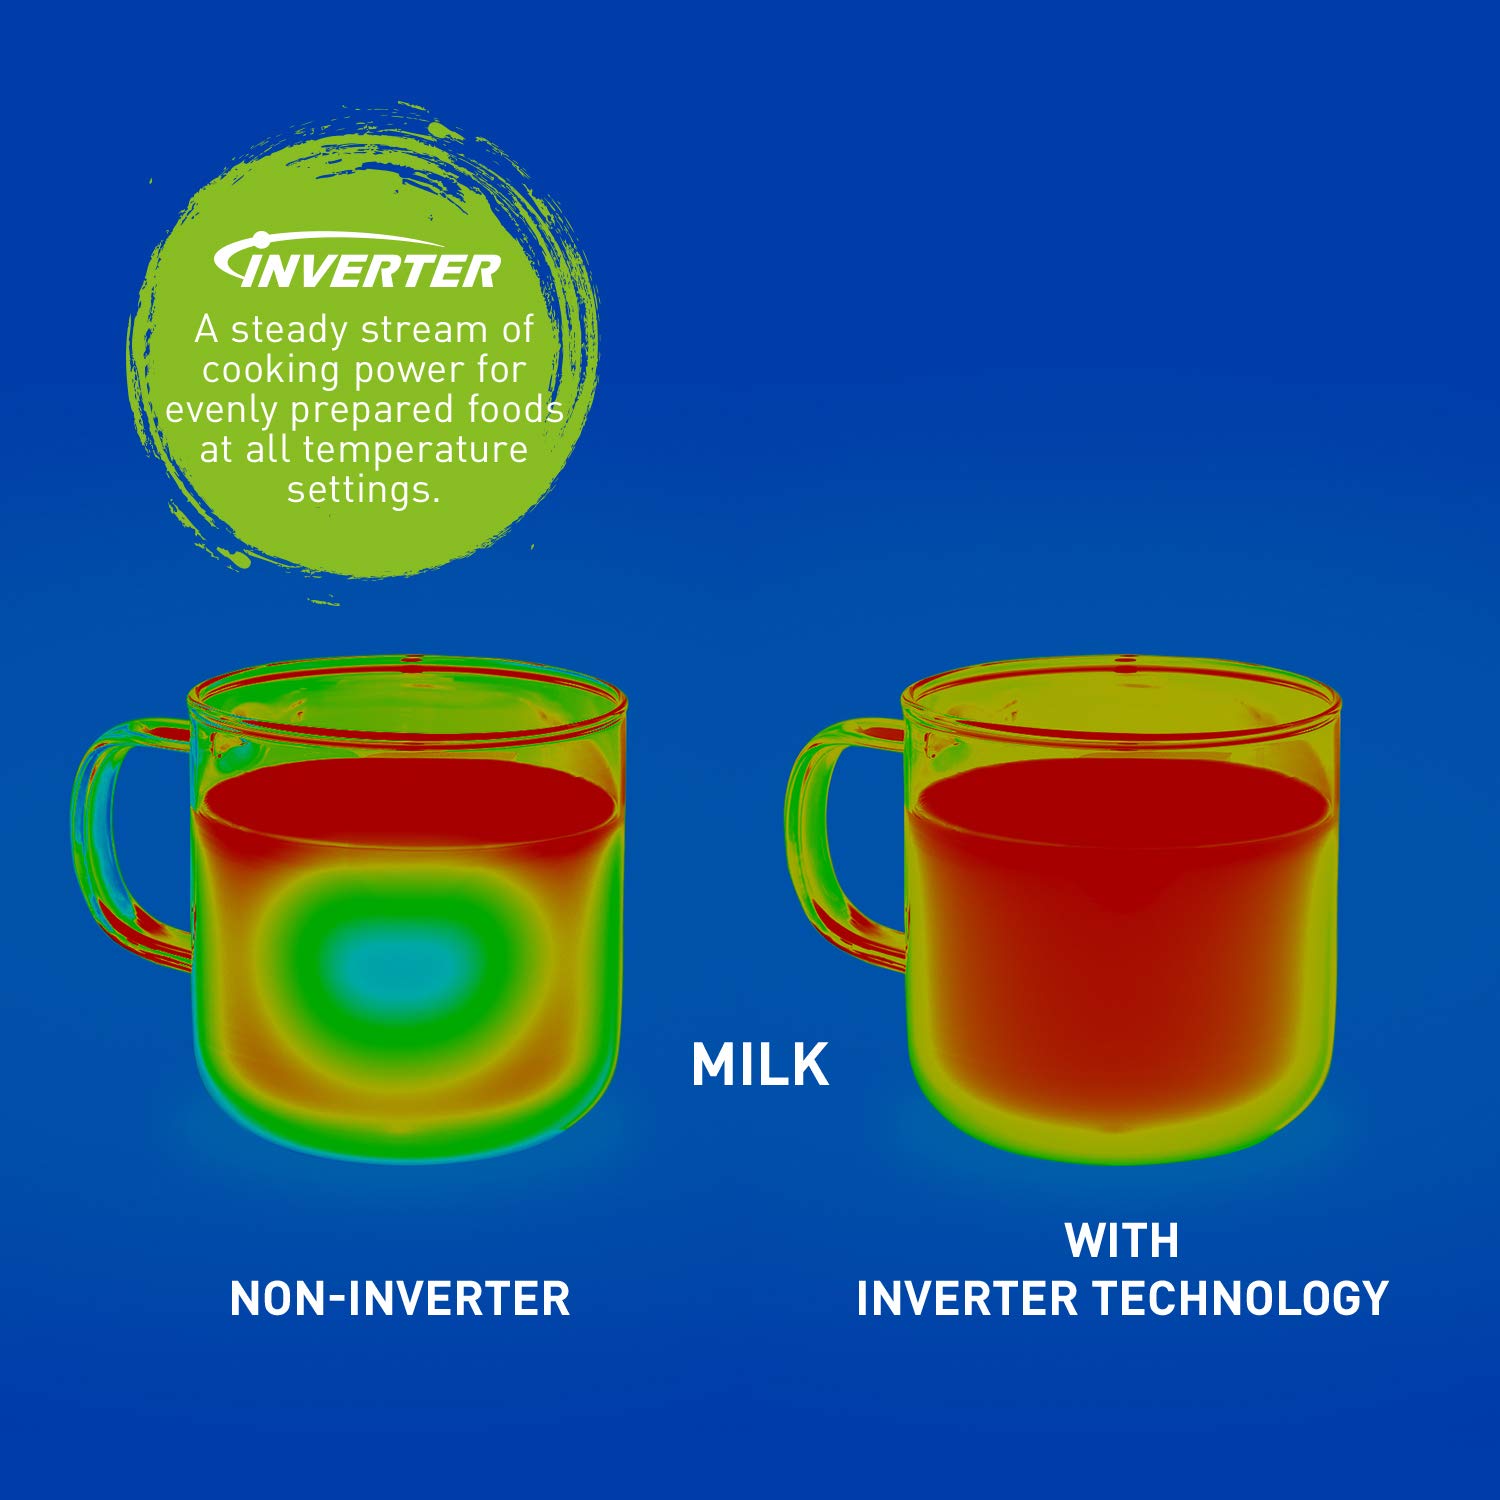 INVERTER
A steady stream of
cooking power for
evenly prepared foods
at all temperature
settings.
MILK
NON-INVERTER
WITH
INVERTER TECHNOLOGY